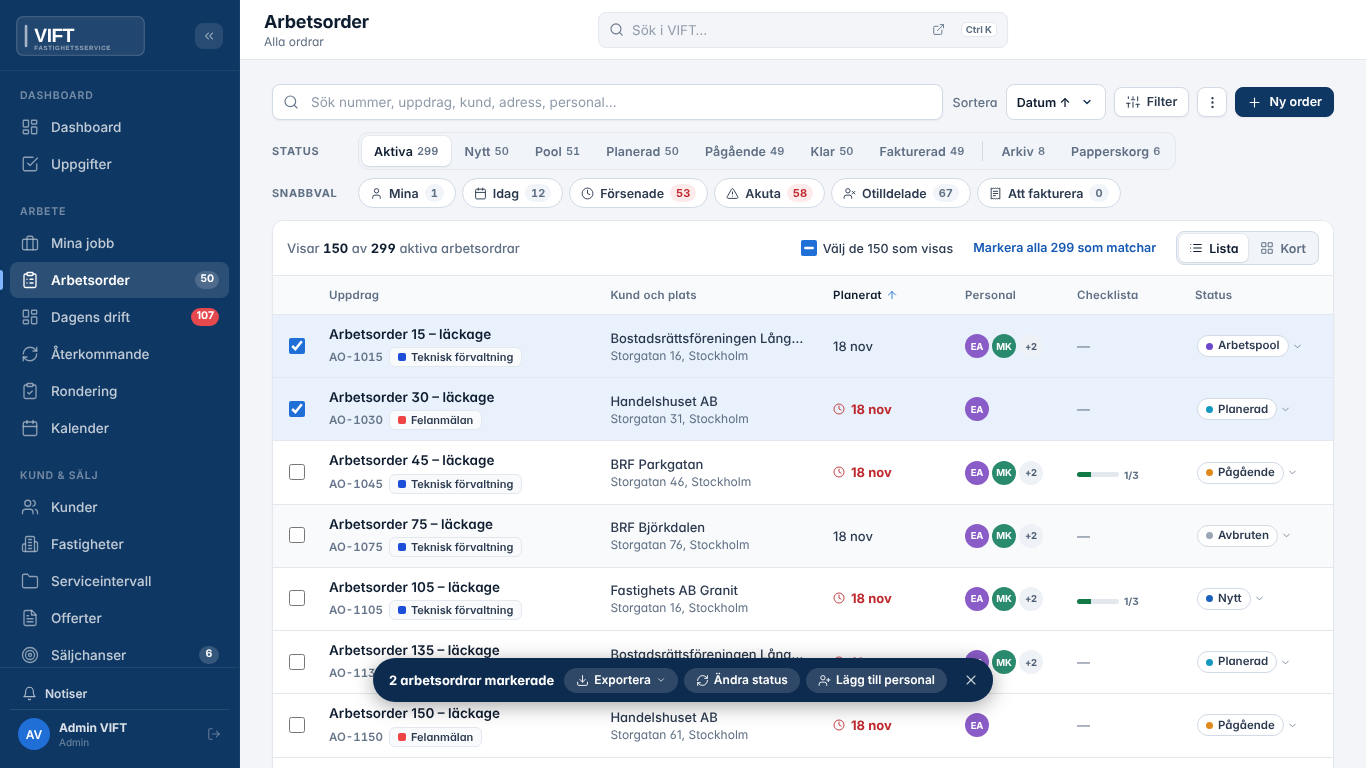 VIFT
FASTIGHETSSERVICE
DASHBOARD
Dashboard
Uppgifter
ARBETE
Mina jobb
Arbetsorder 50
Dagens drift 107
Återkommande
Rondering
Kalender
KUND & SÄLJ
Kunder
Fastigheter
Serviceintervall
Offerter
Säljchanser 6
Notiser
AV
Admin VIFT
Admin
Arbetsorder
Alla ordrar
Sök i VIFT... Ctrl K
Sök nummer, uppdrag, kund, adress, personal... Sortera Datum ↑ Filter Ny order
STATUS Aktiva 299 Nytt 50 Pool 51 Planerad 50 Pågående 49 Klar 50 Fakturerad 49 Arkiv 8 Papperskorg 6
SNABBVAL Mina 1 Idag 12 Försenade 53 Akuta 58 Otilldelade 67 Att fakturera 0
Visar 150 av 299 aktiva arbetsordrar Välj de 150 som visas Markera alla 299 som matchar Lista Kort
Uppdrag Kund och plats Planerat ↑ Personal Checklista Status
Arbetsorder 15 – läckage
AO-1015 Teknisk förvaltning
Bostadsrättsföreningen Lång...
Storgatan 16, Stockholm
18 nov EA MK +2 — Arbetspool
Arbetsorder 30 – läckage
AO-1030 Felanmälan
Handelshuset AB
Storgatan 31, Stockholm
18 nov EA — Planerad
Arbetsorder 45 – läckage
AO-1045 Teknisk förvaltning
BRF Parkgatan
Storgatan 46, Stockholm
18 nov EA MK +2 1/3 Pågående
Arbetsorder 75 – läckage
AO-1075 Teknisk förvaltning
BRF Björkdalen
Storgatan 76, Stockholm
18 nov EA MK +2 — Avbruten
Arbetsorder 105 – läckage
AO-1105 Teknisk förvaltning
Fastighets AB Granit
Storgatan 16, Stockholm
18 nov EA MK +2 1/3 Nytt
Arbetsorder 135 – läckage
Bostadsrättsföreningen Lång...
MK +2 — Planerad
2 arbetsordrar markerade Exportera Ändra status Lägg till personal
Arbetsorder 150 – läckage
AO-1150 Felanmälan
Handelshuset AB
Storgatan 61, Stockholm
18 nov EA — Pågående